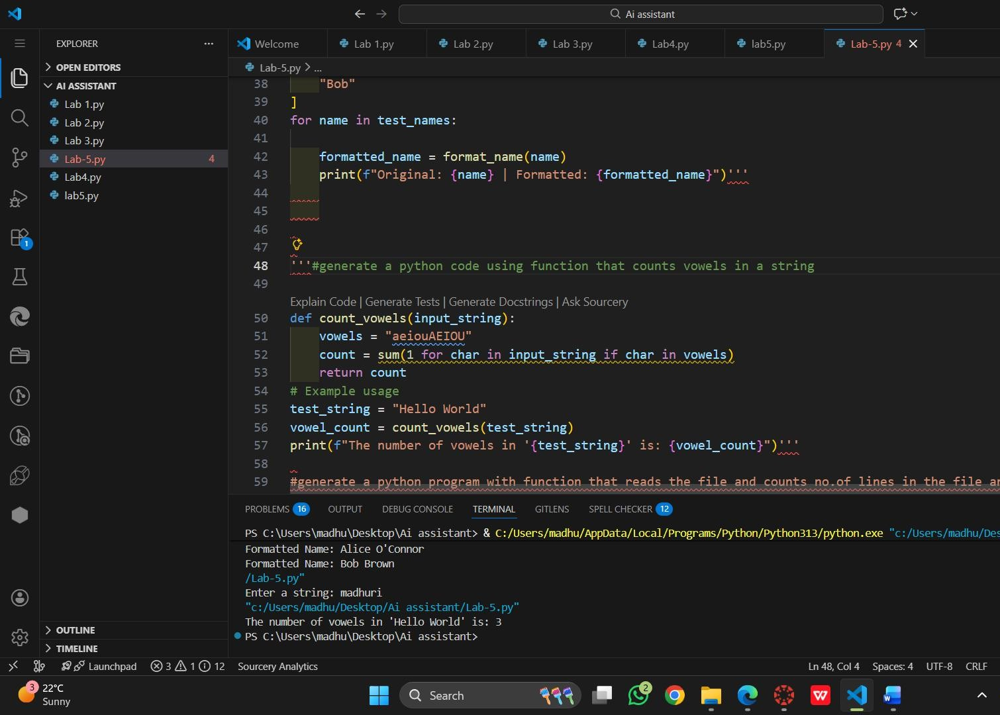 Ai assistant
EXPLORER
Welcome
Lab 1.py
Lab 2.py
Lab 3.py
Lab4.py
lab5.py
Lab-5.py 4
OPEN EDITORS
AI ASSISTANT
Lab 1.py
Lab 2.py
Lab 3.py
Lab-5.py 4
Lab4.py
lab5.py
1
OUTLINE
TIMELINE
Lab-5.py > ...
38 "Bob"
39 ]
40 for name in test_names:
41
42 formatted_name = format_name(name)
43 print(f"Original: {name} | Formatted: {formatted_name}")'''
44
45
46
47
48 '''#generate a python code using function that counts vowels in a string
49
Explain Code | Generate Tests | Generate Docstrings | Ask Sourcery
50 def count_vowels(input_string):
51 vowels = "aeiouAEIOU"
52 count = sum(1 for char in input_string if char in vowels)
53 return count
54 # Example usage
55 test_string = "Hello World"
56 vowel_count = count_vowels(test_string)
57 print(f"The number of vowels in '{test_string}' is: {vowel_count}")'''
58
59 #generate a python program with function that reads the file and counts no.of lines in the file an
PROBLEMS 16 OUTPUT DEBUG CONSOLE TERMINAL GITLENS SPELL CHECKER 12
PS C:\Users\madhu\Desktop\Ai assistant> & C:/Users/madhu/AppData/Local/Programs/Python/Python313/python.exe "c:/Users/madhu/Des
Formatted Name: Alice O'Connor
Formatted Name: Bob Brown
/Lab-5.py"
Enter a string: madhuri
"c:/Users/madhu/Desktop/Ai assistant/Lab-5.py"
The number of vowels in 'Hello World' is: 3
PS C:\Users\madhu\Desktop\Ai assistant>
Launchpad 3 1 12 Sourcery Analytics Ln 48, Col 4 Spaces: 4 UTF-8 CRLF
3 22°C
Sunny
Search
2
W
W